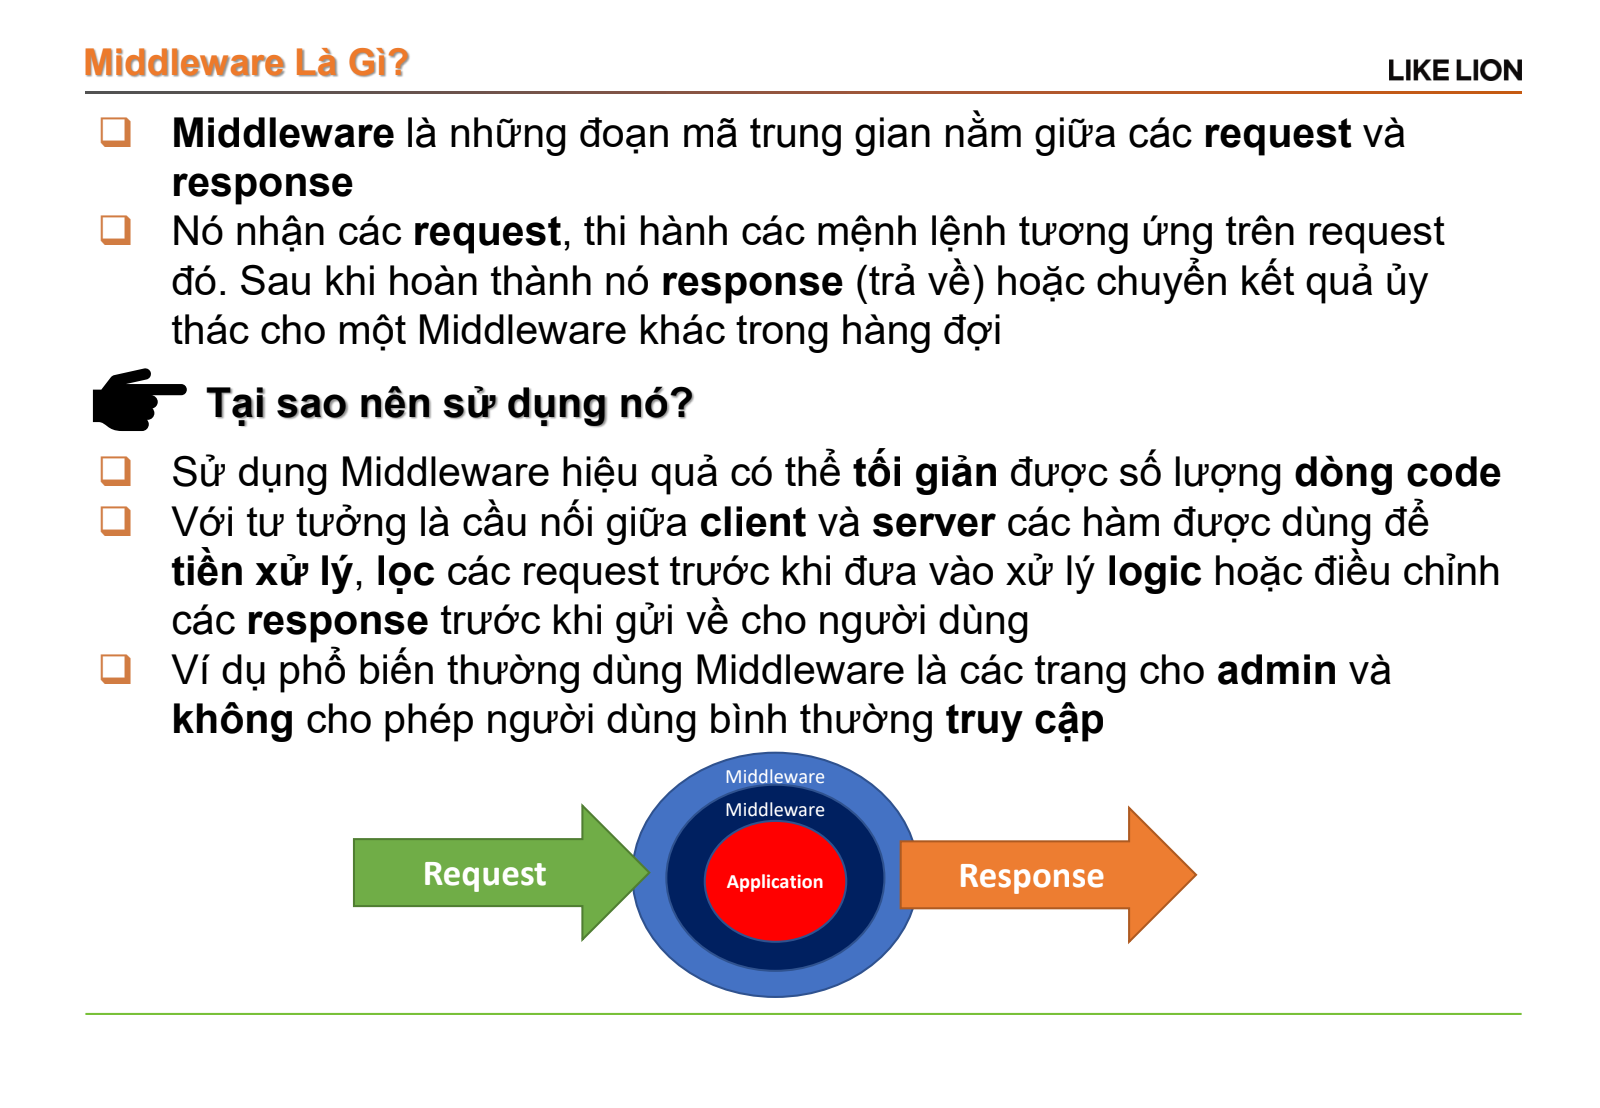 Middleware Là Gì?
LIKE LION
Middleware là những đoạn mã trung gian nằm giữa các request và
response
Nó nhận các request, thi hành các mệnh lệnh tương ứng trên request
đó. Sau khi hoàn thành nó response (trả về) hoặc chuyển kết quả ủy
thác cho một Middleware khác trong hàng đợi
Tại sao nên sử dụng nó?
Sử dụng Middleware hiệu quả có thể tối giản được số lượng dòng code
Với tư tưởng là cầu nối giữa client và server các hàm được dùng để
tiền xử lý, lọc các request trước khi đưa vào xử lý logic hoặc điều chỉnh
các response trước khi gửi về cho người dùng
Ví dụ phổ biến thường dùng Middleware là các trang cho admin và
không cho phép người dùng bình thường truy cập
Middleware
Middleware
Request
Application
Response